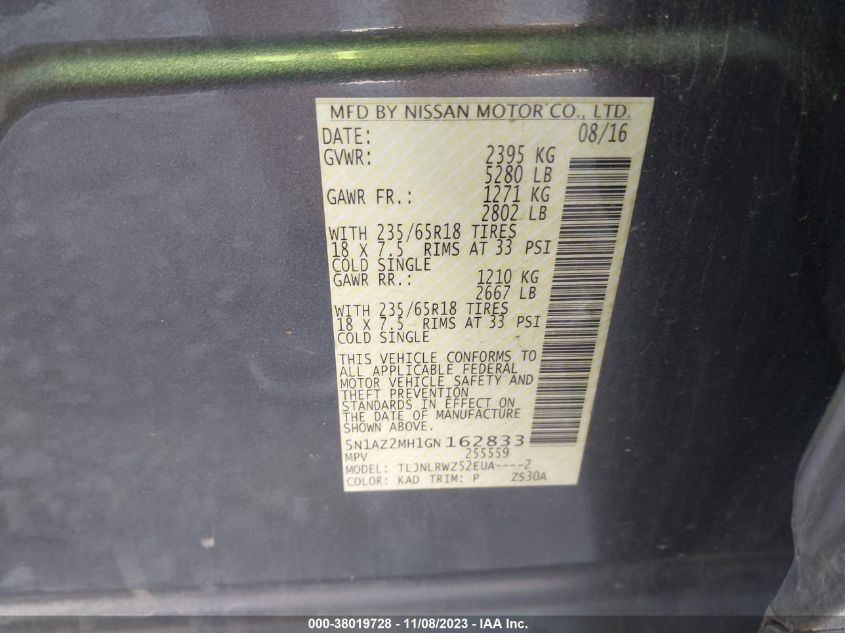 MFD BY NISSAN MOTOR CO., LTD.
DATE: 08/16
GVWR: 2395 KG
5280 LB
GAWR FR.: 1271 KG
2802 LB
WITH 235/65R18 TIRES
18 X 7.5 RIMS AT 33 PSI
COLD SINGLE
GAWR RR.: 1210 KG
2667 LB
WITH 235/65R18 TIRES
18 X 7.5 RIMS AT 33 PSI
COLD SINGLE
THIS VEHICLE CONFORMS TO
ALL APPLICABLE FEDERAL
MOTOR VEHICLE SAFETY AND
THEFT PREVENTION
STANDARDS IN EFFECT ON
THE DATE OF MANUFACTURE
SHOWN ABOVE.
5N1AZ2MH1GN162833
MPV 255559
MODEL: TLJNLRWZ52EUA----2
COLOR: KAD TRIM: P ZS30A
000-38019728 - 11/08/2023 - IAA Inc.